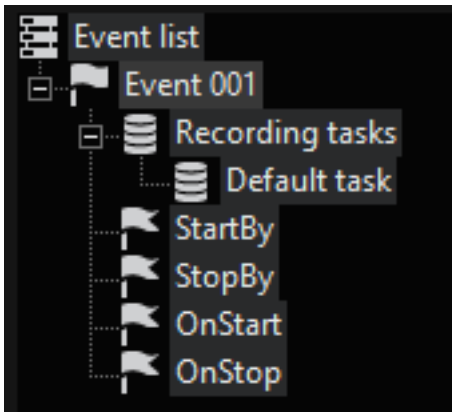 Event list
Event 001
Recording tasks
Default task
StartBy
StopBy
OnStart
OnStop